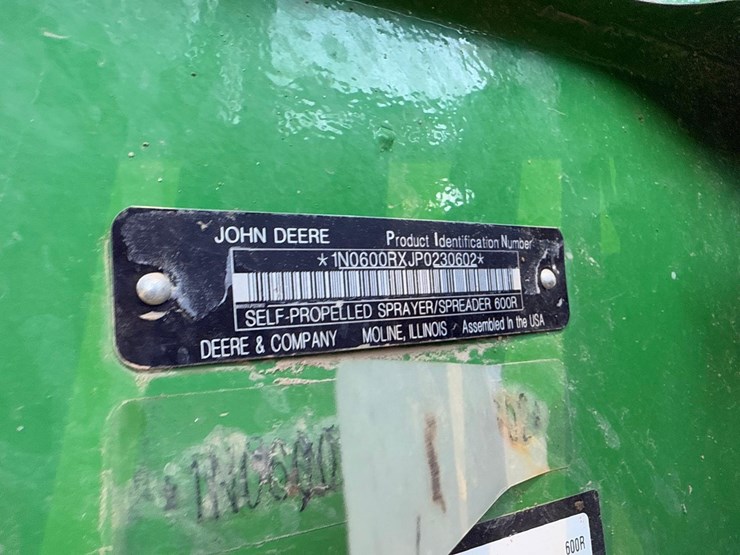 JOHN DEERE Product Identification Number
*1N0600RXJP0230602*
SELF-PROPELLED SPRAYER/SPREADER 600R
DEERE & COMPANY MOLINE, ILLINOIS Assembled in the USA
1N0600
600R